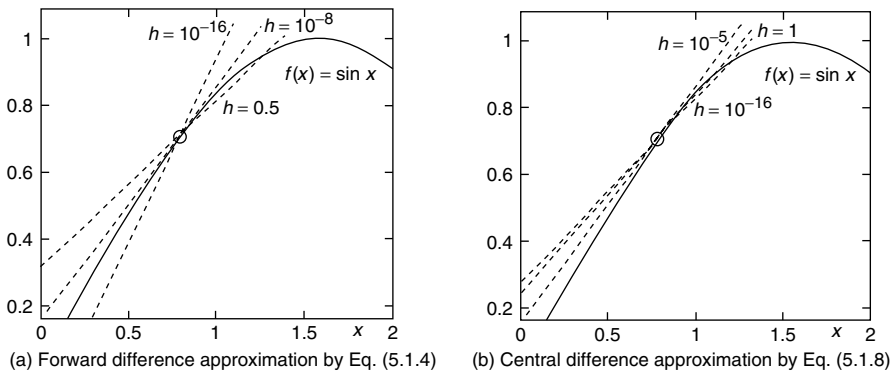 h = 10⁻¹⁶
h = 10⁻⁸
f(x) = sin x
h = 0.5
1
0.8
0.6
0.4
0.2
0
0.5
1
1.5
x
2
(a) Forward difference approximation by Eq. (5.1.4)
h = 10⁻⁵
h = 1
f(x) = sin x
h = 10⁻¹⁶
1
0.8
0.6
0.4
0.2
0
0.5
1
1.5
x
2
(b) Central difference approximation by Eq. (5.1.8)